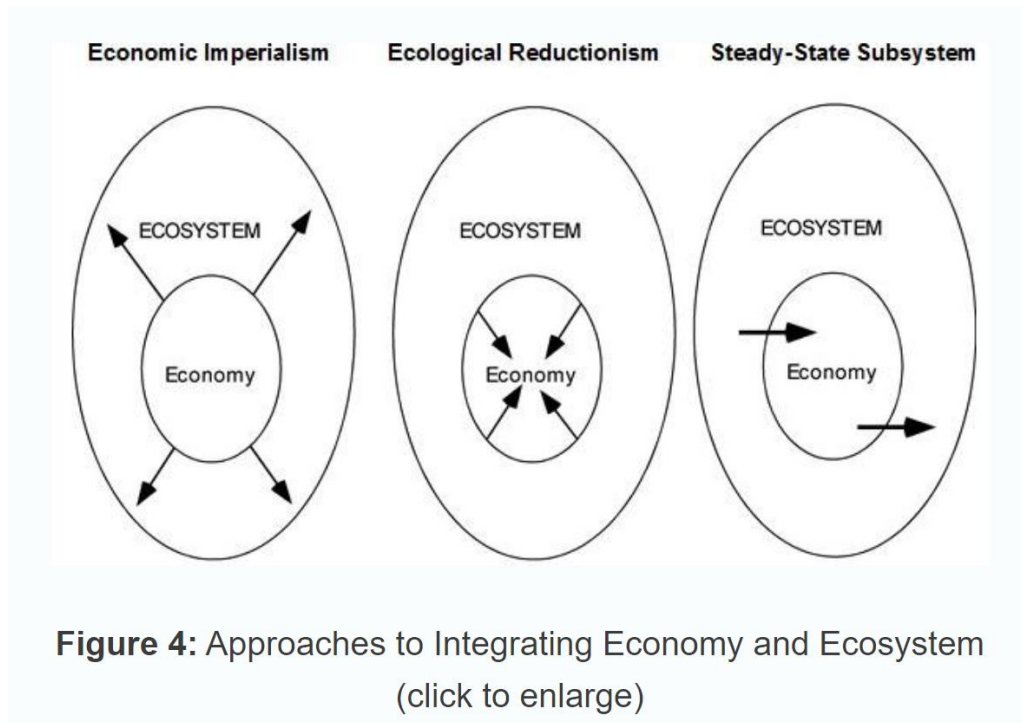 Economic Imperialism
Ecological Reductionism
Steady-State Subsystem
ECOSYSTEM
Economy
ECOSYSTEM
Economy
ECOSYSTEM
Economy
Figure 4: Approaches to Integrating Economy and Ecosystem
(click to enlarge)